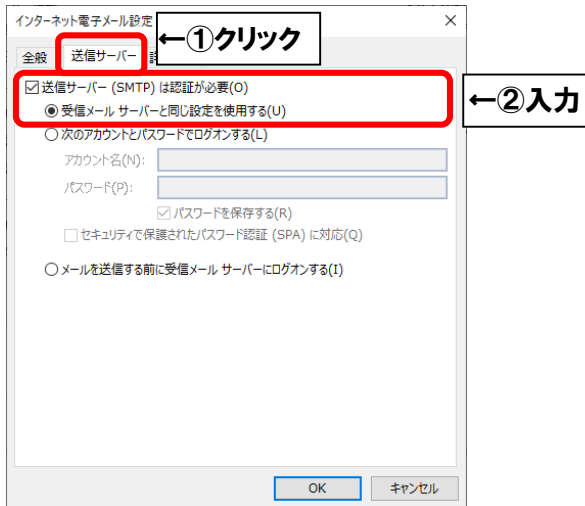 インターネット電子メール設定
×
←①クリック
全般
送信サーバー
送信サーバー (SMTP) は認証が必要(O)
受信メール サーバーと同じ設定を使用する(U)
←②入力
次のアカウントとパスワードでログオンする(L)
アカウント名(N):
パスワード(P):
パスワードを保存する(R)
セキュリティで保護されたパスワード認証 (SPA) に対応(Q)
メールを送信する前に受信メール サーバーにログオンする(I)
OK
キャンセル